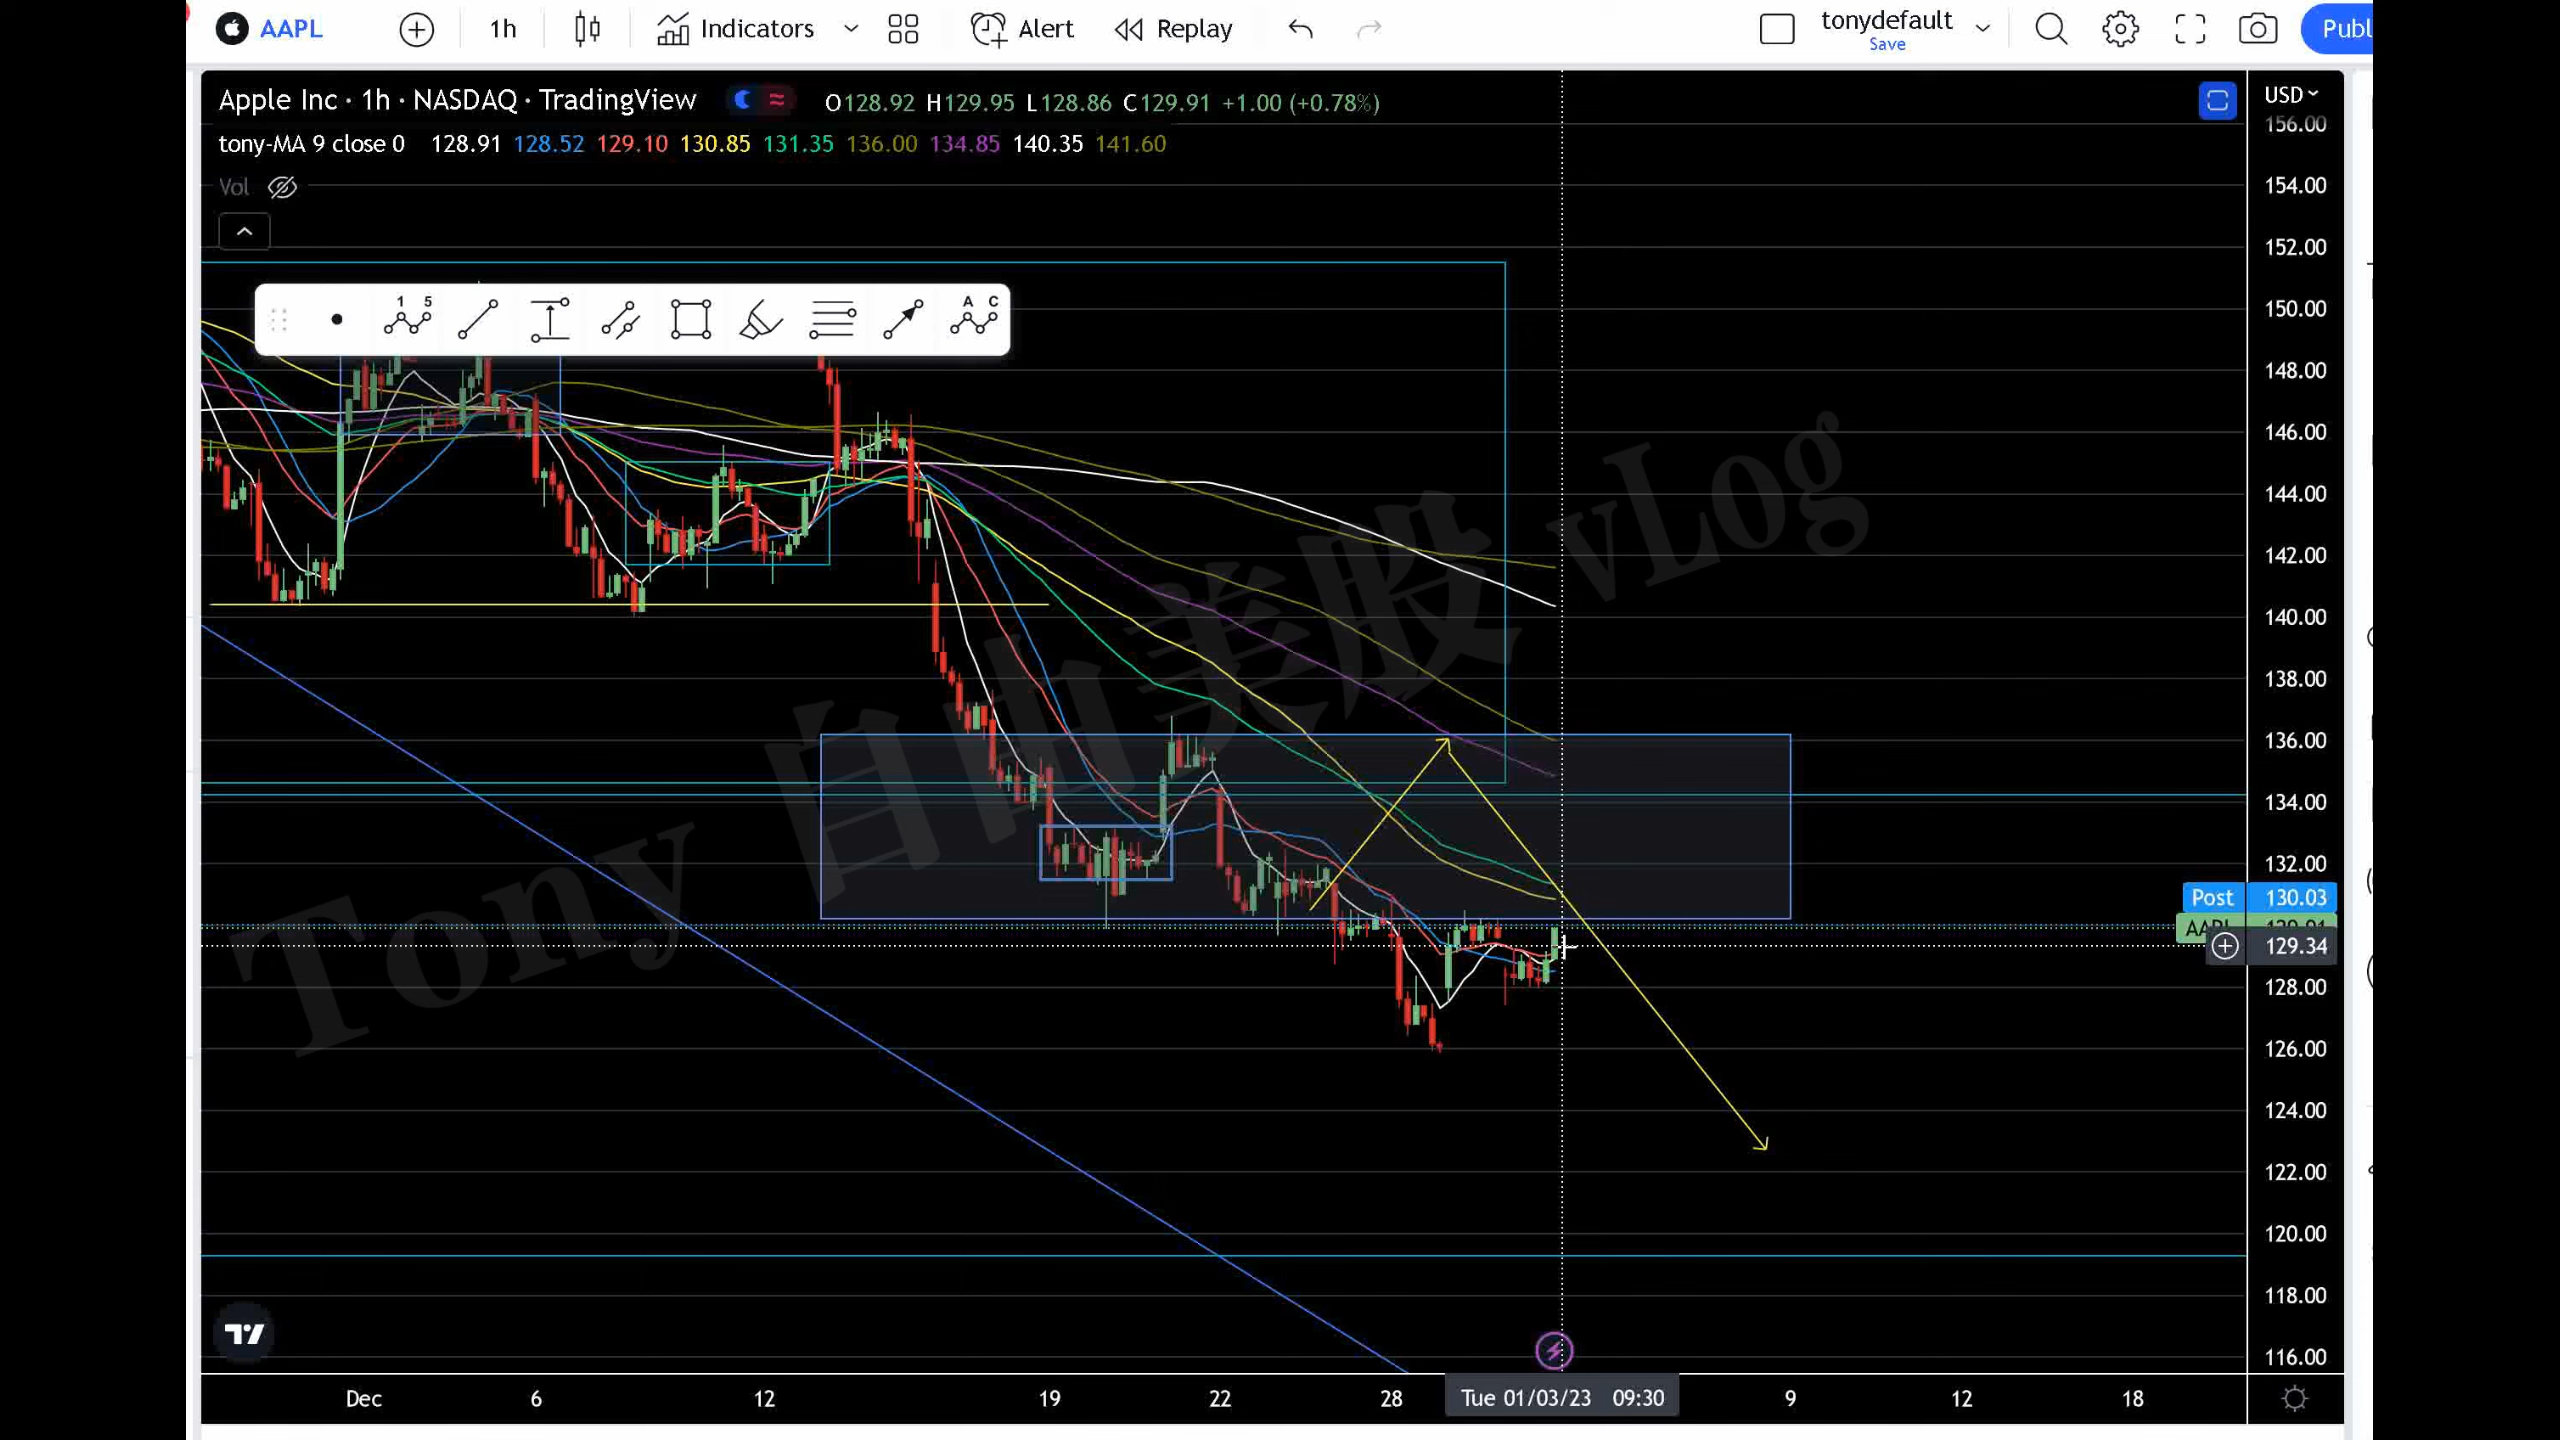 AAPL
1h
Indicators
Alert
Replay
tonydefault
Save
Publ
Apple Inc · 1h · NASDAQ · TradingView
O128.92 H129.95 L128.86 C129.91 +1.00 (+0.78%)
tony-MA 9 close 0 128.91 128.52 129.10 130.85 131.35 136.00 134.85 140.35 141.60
Vol
USD
156.00
154.00
152.00
150.00
148.00
146.00
144.00
142.00
140.00
138.00
136.00
134.00
132.00
Post 130.03
129.34
128.00
126.00
124.00
122.00
120.00
118.00
116.00
1 5
A C
Tony 自由美股 vLog
Dec 6 12 19 22 28 Tue 01/03/23 09:30 9 12 18